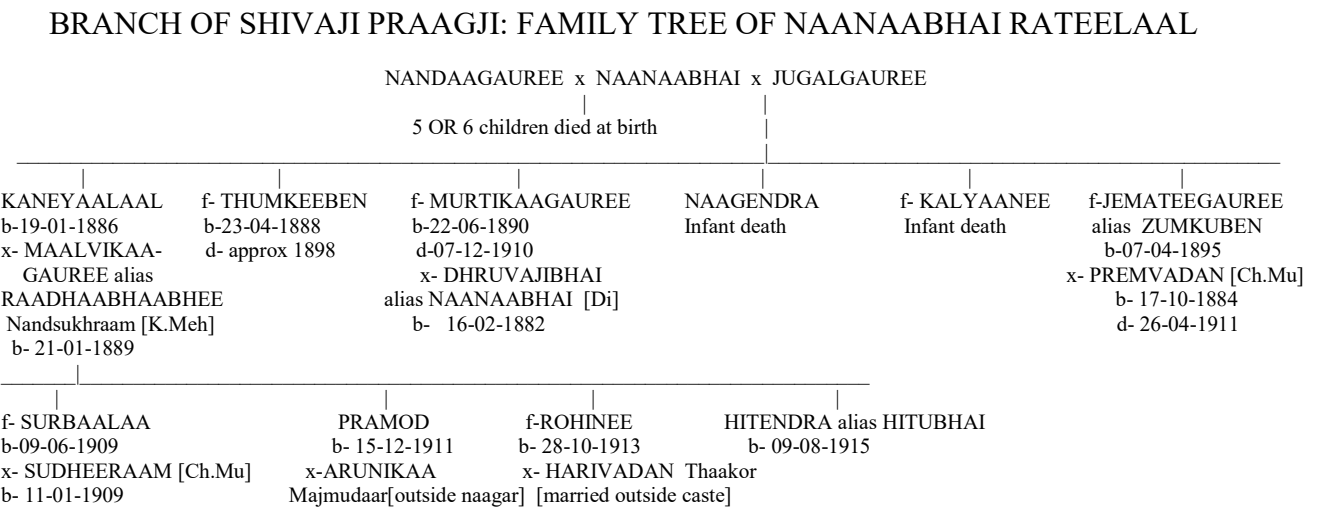 BRANCH OF SHIVAJI PRAAGJI: FAMILY TREE OF NAANAABHAI RATEELAAL
NANDAAGAUREE x NAANAABHAI x JUGALGAUREE
5 OR 6 children died at birth
KANEYAALAAL f- THUMKEEBEN f- MURTIKAAGAUREE NAAGENDRA f- KALYAANEE f-JEMATEEGAUREE
b-19-01-1886 b-23-04-1888 b-22-06-1890 Infant death Infant death alias ZUMKUBEN
x- MAALVIKAA- d- approx 1898 d-07-12-1910 b-07-04-1895
GAUREE alias x- DHRUVAJIBHAI x- PREMVADAN [Ch.Mu]
RAADHAABHAABHEE alias NAANAABHAI [Di] b- 17-10-1884
Nandsukhraam [K.Meh] b- 16-02-1882 d- 26-04-1911
b- 21-01-1889
f- SURBAALAA PRAMOD f-ROHINEE HITENDRA alias HITUBHAI
b-09-06-1909 b- 15-12-1911 b- 28-10-1913 b- 09-08-1915
x- SUDHEERAAM [Ch.Mu] x-ARUNIKAA x- HARIVADAN Thaakor
b- 11-01-1909 Majmudaar[outside naagar] [married outside caste]